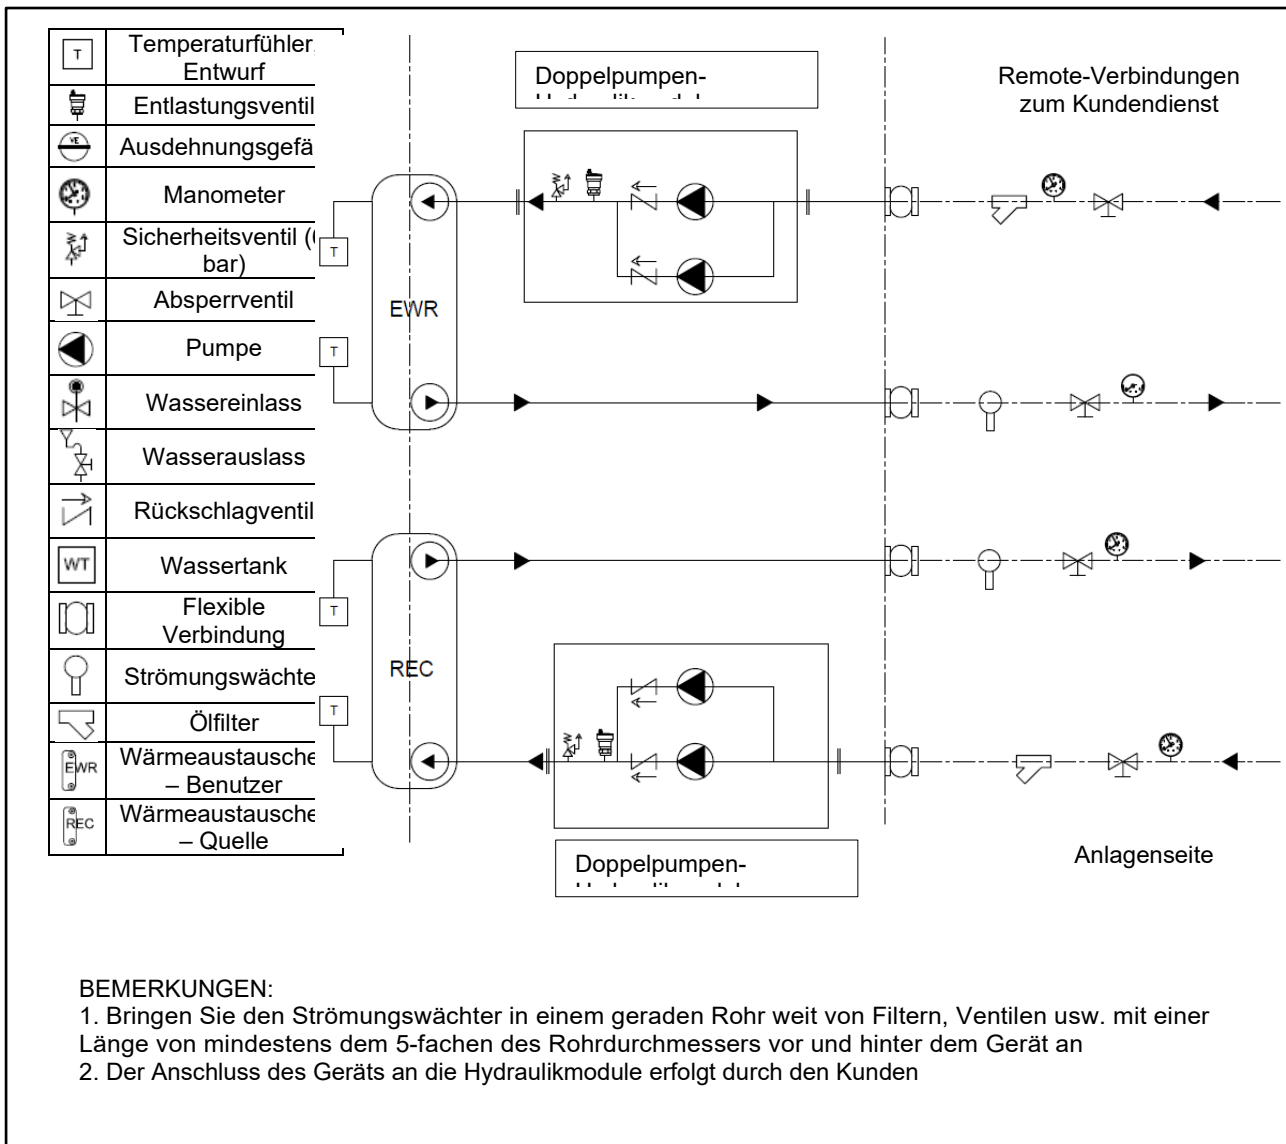 T
Temperaturfühler,
Entwurf
Entlastungsventil
VE
Ausdehnungsgefä
Manometer
Sicherheitsventil (
bar)
Absperrventil
Pumpe
Wassereinlass
Wasserauslass
Rückschlagventil
WT
Wassertank
Flexible
Verbindung
Strömungswächte
Ölfilter
EWR
Wärmeaustausche
– Benutzer
REC
Wärmeaustausche
– Quelle
Doppelpumpen-
Remote-Verbindungen
zum Kundendienst
T
EWR
T
T
REC
T
Doppelpumpen-
Anlagenseite
BEMERKUNGEN:
1. Bringen Sie den Strömungswächter in einem geraden Rohr weit von Filtern, Ventilen usw. mit einer
Länge von mindestens dem 5-fachen des Rohrdurchmessers vor und hinter dem Gerät an
2. Der Anschluss des Geräts an die Hydraulikmodule erfolgt durch den Kunden